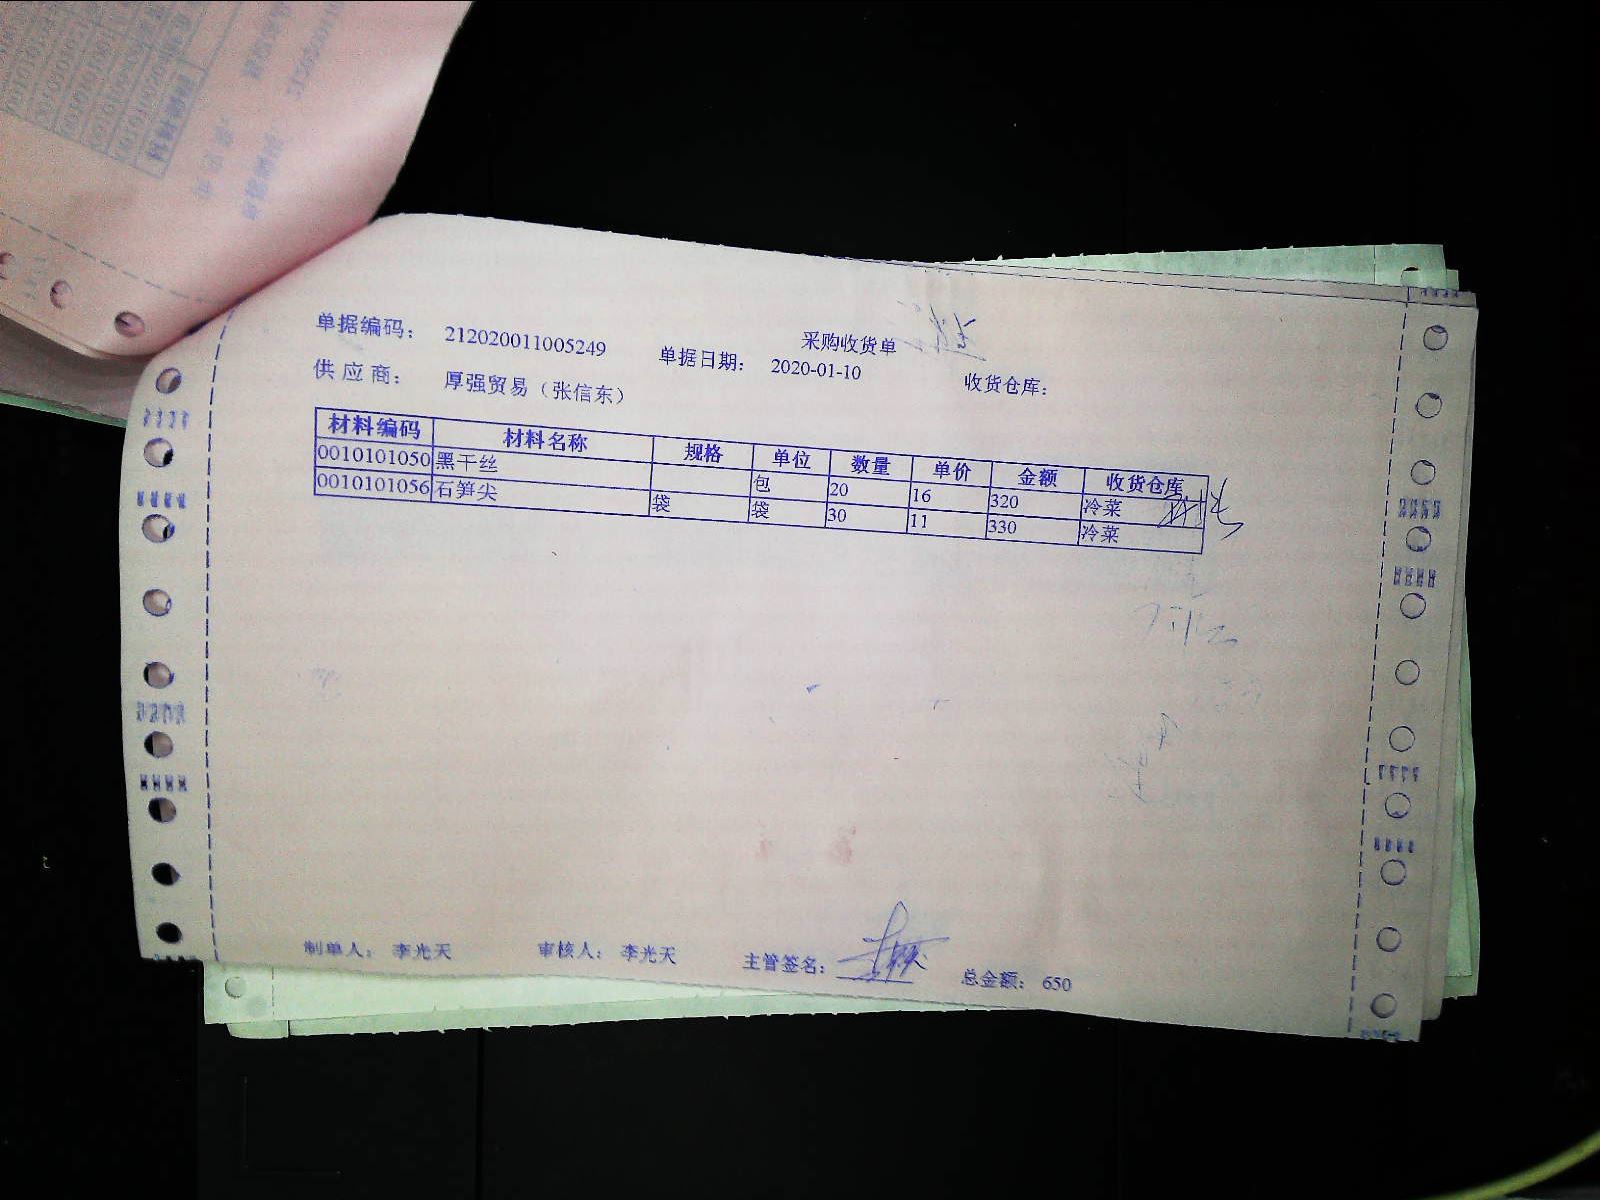 采购收货单
单据编码： 212020011005249 单据日期： 2020-01-10 收货仓库：
供 应 商： 厚强贸易（张信东）
材料编码 材料名称 规格 单位 数量 单价 金额 收货仓库
0010101050 黑干丝 包 20 16 320 冷菜
0010101056 石笋尖 袋 袋 30 11 330 冷菜
制单人： 李光天 审核人： 李光天 主管签名： 总金额： 650